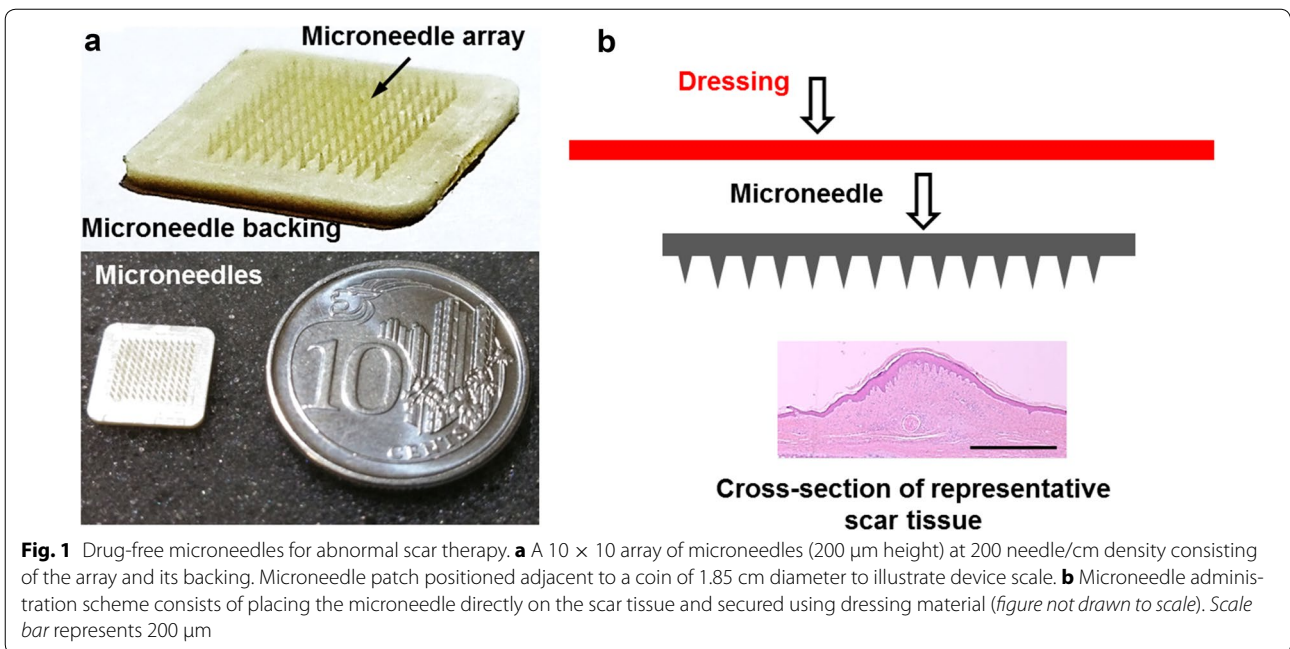 a
Microneedle array
Microneedle backing
Microneedles
10
CENTS
b
Dressing
Microneedle
Cross-section of representative
scar tissue
Fig. 1 Drug-free microneedles for abnormal scar therapy. a A 10 × 10 array of microneedles (200 μm height) at 200 needle/cm density consisting
of the array and its backing. Microneedle patch positioned adjacent to a coin of 1.85 cm diameter to illustrate device scale. b Microneedle adminis-
tration scheme consists of placing the microneedle directly on the scar tissue and secured using dressing material (figure not drawn to scale). Scale
bar represents 200 μm